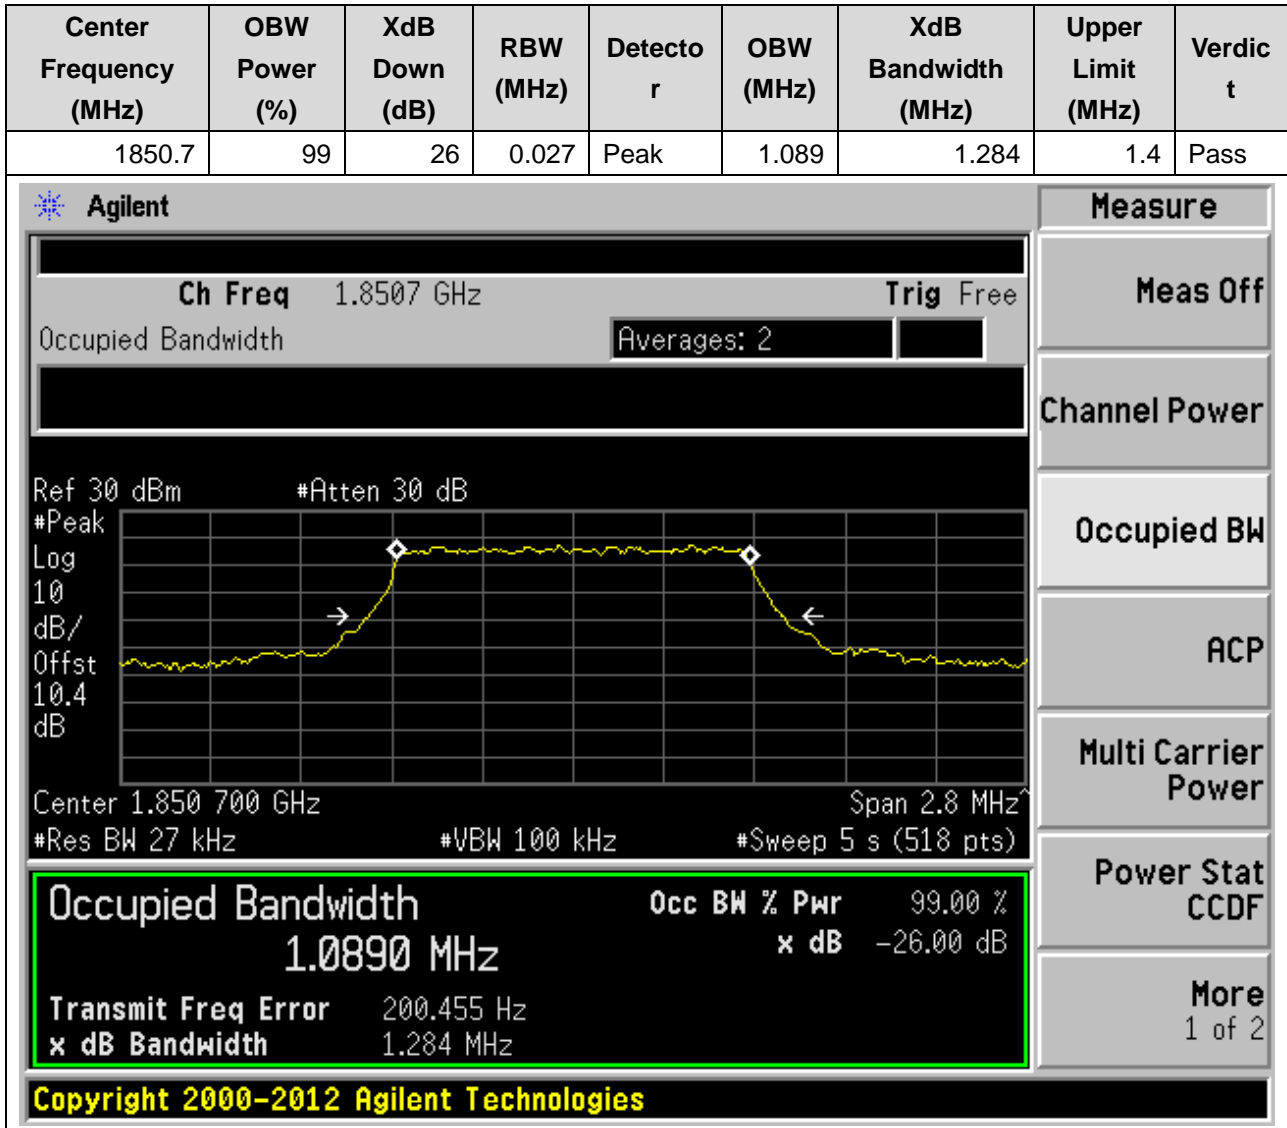 Center Frequency (MHz) OBW Power (%) XdB Down (dB) RBW (MHz) Detecto r OBW (MHz) XdB Bandwidth (MHz) Upper Limit (MHz) Verdic t
1850.7 99 26 0.027 Peak 1.089 1.284 1.4 Pass
Agilent
Measure
Ch Freq 1.8507 GHz Trig Free
Meas Off
Occupied Bandwidth Averages: 2
Channel Power
Ref 30 dBm #Atten 30 dB
#Peak
Log
10
dB/
Offst
10.4
dB
Occupied BW
ACP
Multi Carrier
Power
Center 1.850 700 GHz Span 2.8 MHz^
#Res BW 27 kHz #VBW 100 kHz #Sweep 5 s (518 pts)
Power Stat
CCDF
Occupied Bandwidth Occ BW % Pwr 99.00 %
1.0890 MHz x dB -26.00 dB
Transmit Freq Error 200.455 Hz
x dB Bandwidth 1.284 MHz
More
1 of 2
Copyright 2000-2012 Agilent Technologies